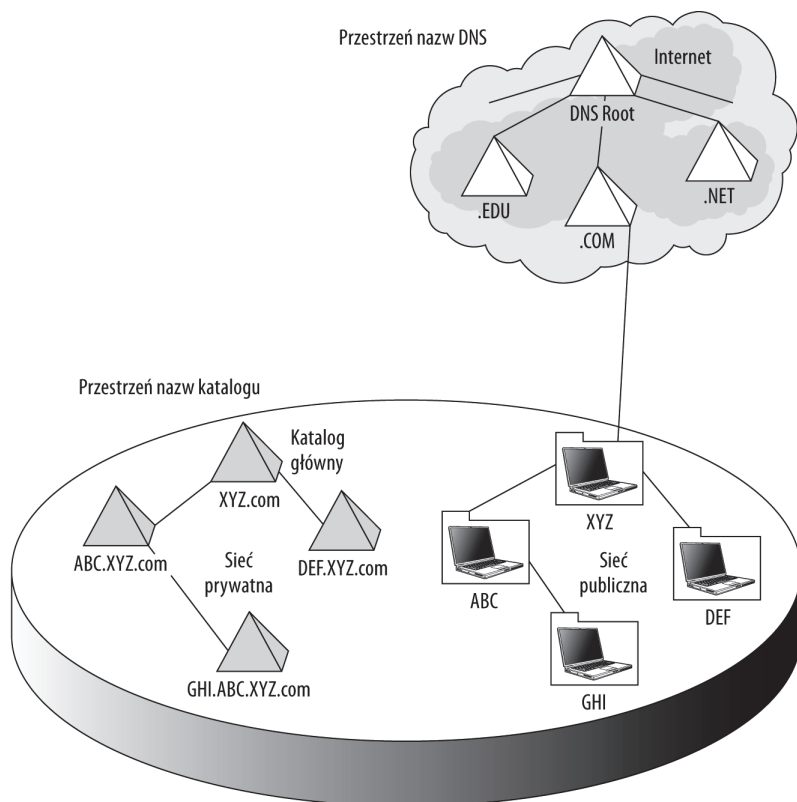 Przestrzeń nazw DNS
Internet
DNS Root
.EDU
.COM
.NET
Przestrzeń nazw katalogu
Katalog
główny
XYZ.com
ABC.XYZ.com
Sieć
prywatna
DEF.XYZ.com
GHI.ABC.XYZ.com
XYZ
ABC
Sieć
publiczna
DEF
GHI